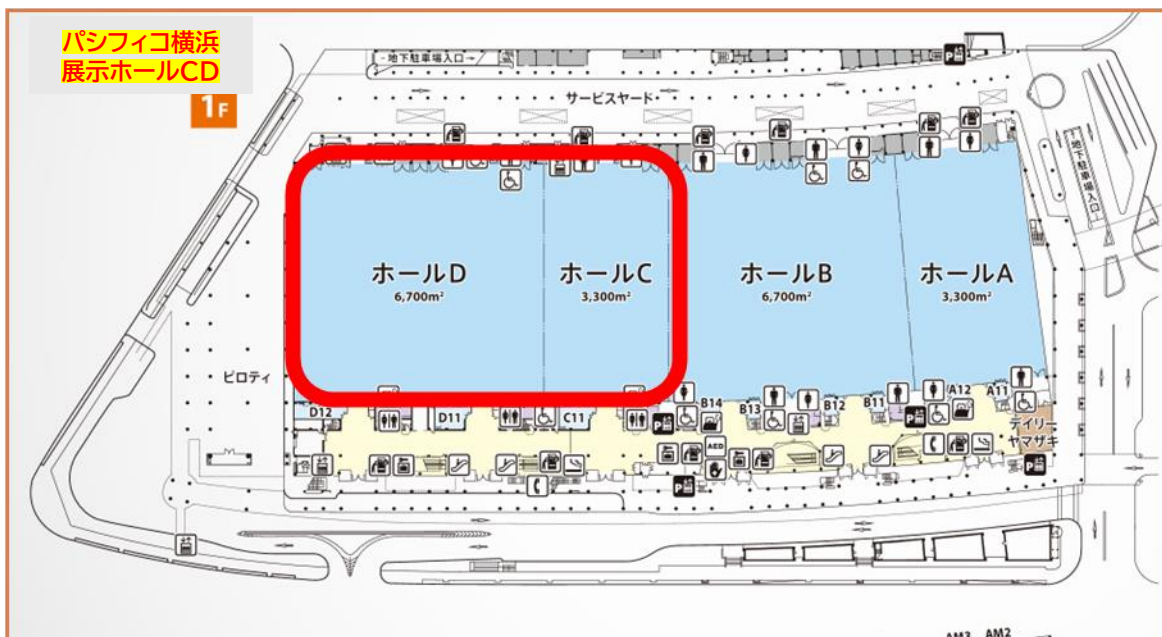 パシフィコ横浜
展示ホールCD
1F
←地下駐車場入口→
サービスヤード
P
地下駐車場入口→
ホールD
6,700m²
ホールC
3,300m²
ホールB
6,700m²
ホールA
3,300m²
ピロティ
D12
D11
C11
B14
B13
B12
B11
A12
A11
P
P
AED
デイリー
ヤマザキ
P
P
AM3
AM2